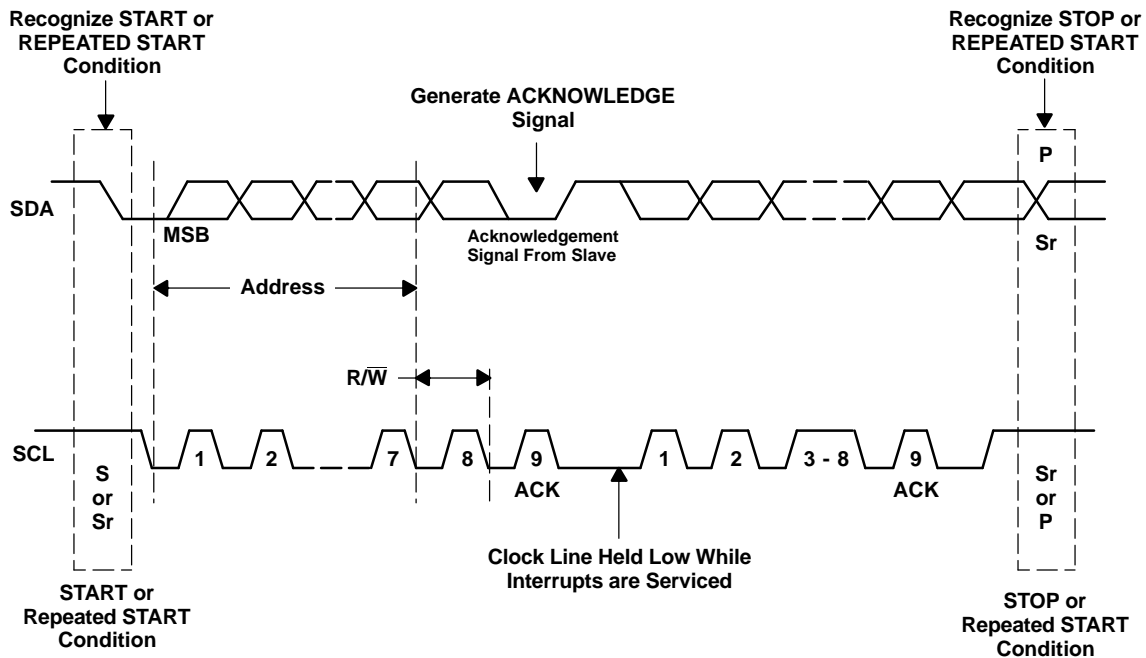 Recognize START or
REPEATED START
Condition
Recognize STOP or
REPEATED START
Condition
Generate ACKNOWLEDGE
Signal
P
SDA
MSB
Acknowledgement
Signal From Slave
Sr
Address
R/W̅
SCL
1
2
7
8
9
1
2
3 - 8
9
ACK
ACK
S
or
Sr
Sr
or
P
Clock Line Held Low While
Interrupts are Serviced
START or
Repeated START
Condition
STOP or
Repeated START
Condition